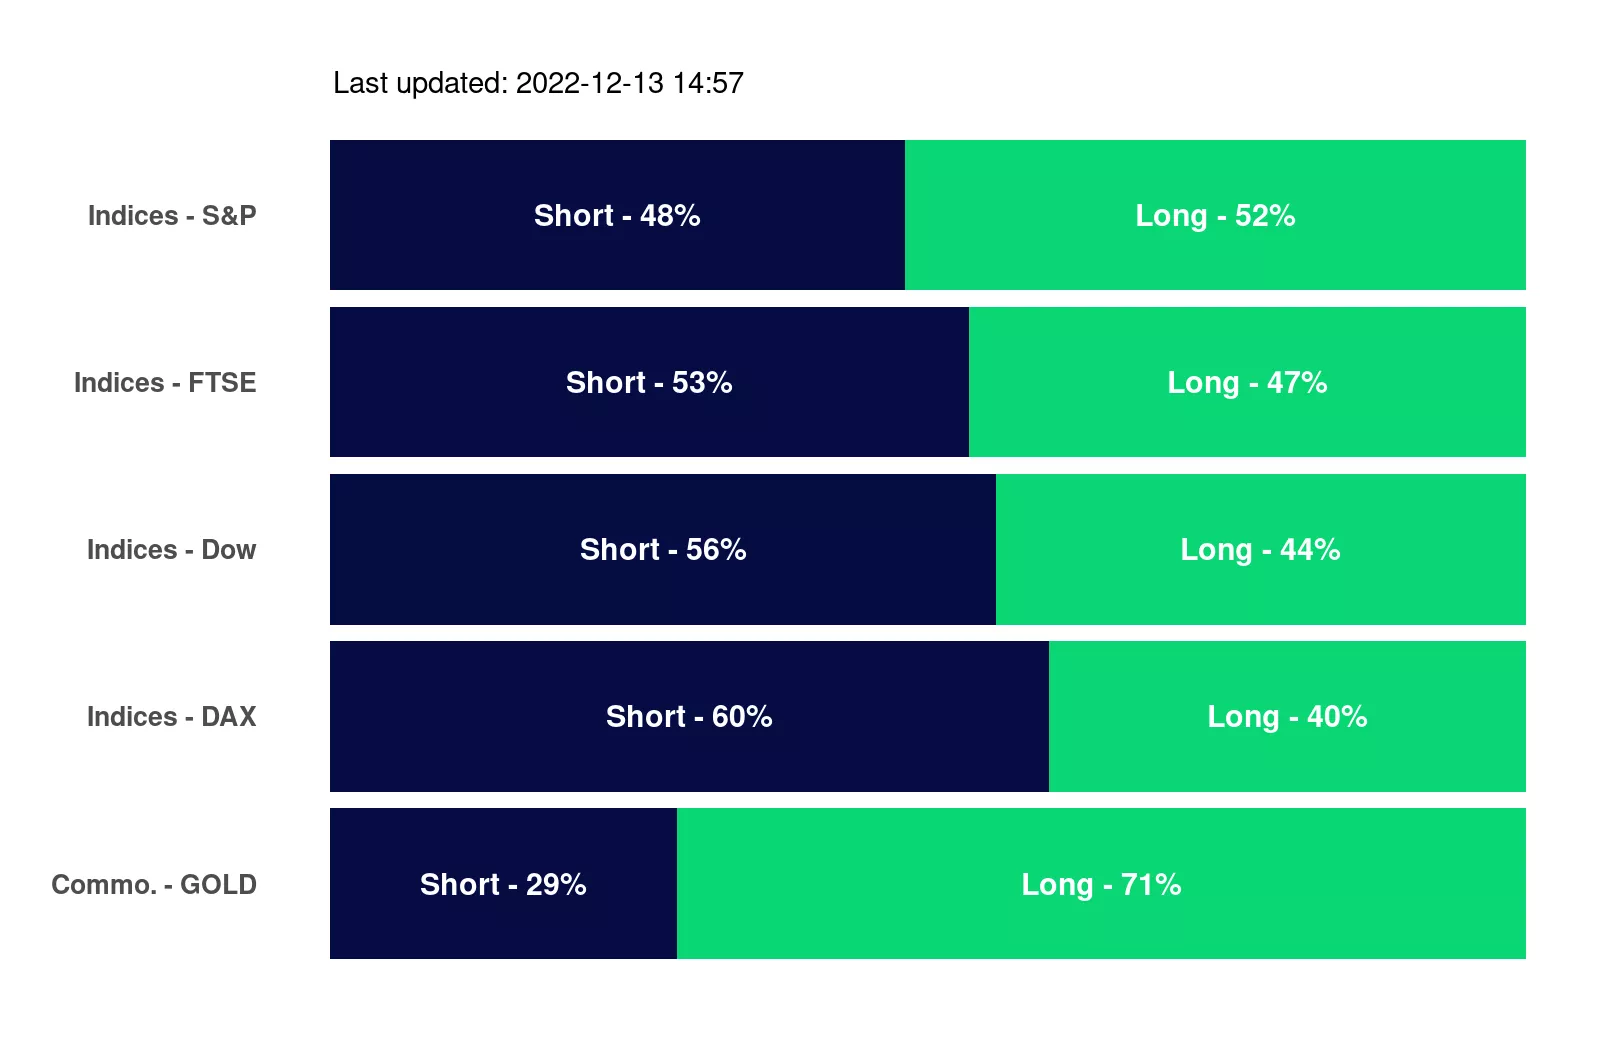 Last updated: 2022-12-13 14:57
Indices - S&P Short - 48% Long - 52%
Indices - FTSE Short - 53% Long - 47%
Indices - Dow Short - 56% Long - 44%
Indices - DAX Short - 60% Long - 40%
Commo. - GOLD Short - 29% Long - 71%